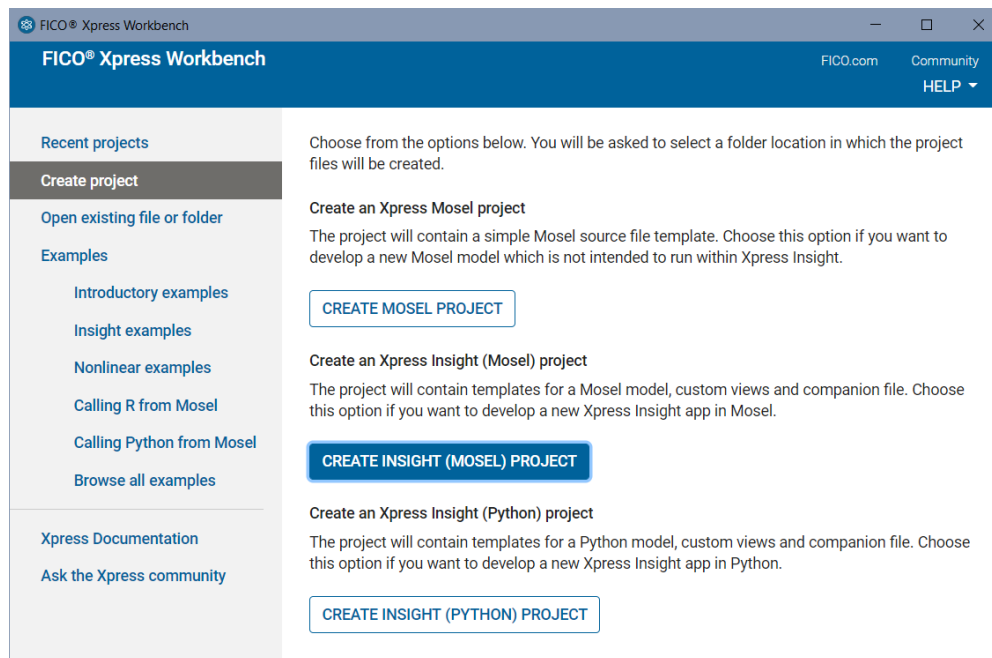 FICO® Xpress Workbench
FICO® Xpress Workbench
FICO.com
Community
HELP
Recent projects
Create project
Open existing file or folder
Examples
Introductory examples
Insight examples
Nonlinear examples
Calling R from Mosel
Calling Python from Mosel
Browse all examples
Xpress Documentation
Ask the Xpress community
Choose from the options below. You will be asked to select a folder location in which the project
files will be created.
Create an Xpress Mosel project
The project will contain a simple Mosel source file template. Choose this option if you want to
develop a new Mosel model which is not intended to run within Xpress Insight.
CREATE MOSEL PROJECT
Create an Xpress Insight (Mosel) project
The project will contain templates for a Mosel model, custom views and companion file. Choose
this option if you want to develop a new Xpress Insight app in Mosel.
CREATE INSIGHT (MOSEL) PROJECT
Create an Xpress Insight (Python) project
The project will contain templates for a Python model, custom views and companion file. Choose
this option if you want to develop a new Xpress Insight app in Python.
CREATE INSIGHT (PYTHON) PROJECT